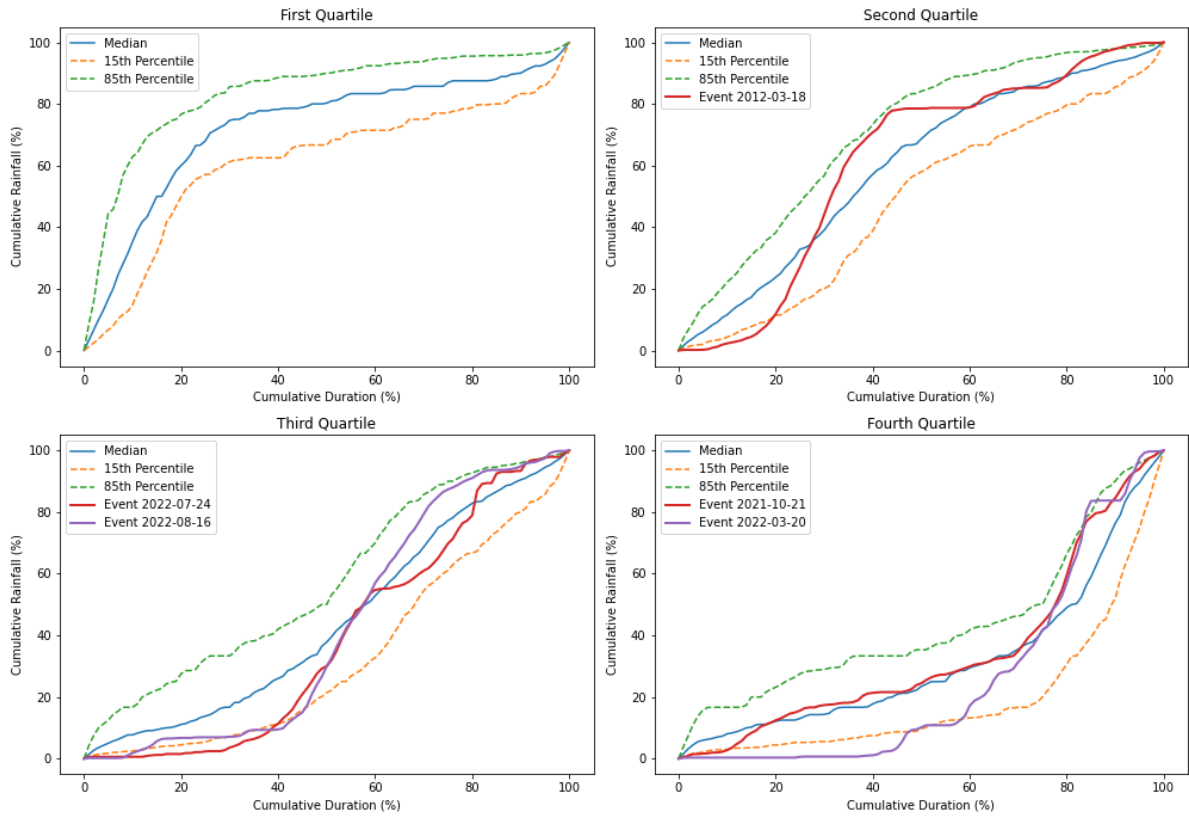 First Quartile
Median
15th Percentile
85th Percentile
100
80
60
40
20
0
Cumulative Rainfall (%)
0 20 40 60 80 100
Cumulative Duration (%)
Second Quartile
Median
15th Percentile
85th Percentile
Event 2012-03-18
100
80
60
40
20
0
Cumulative Rainfall (%)
0 20 40 60 80 100
Cumulative Duration (%)
Third Quartile
Median
15th Percentile
85th Percentile
Event 2022-07-24
Event 2022-08-16
100
80
60
40
20
0
Cumulative Rainfall (%)
0 20 40 60 80 100
Cumulative Duration (%)
Fourth Quartile
Median
15th Percentile
85th Percentile
Event 2021-10-21
Event 2022-03-20
100
80
60
40
20
0
Cumulative Rainfall (%)
0 20 40 60 80 100
Cumulative Duration (%)